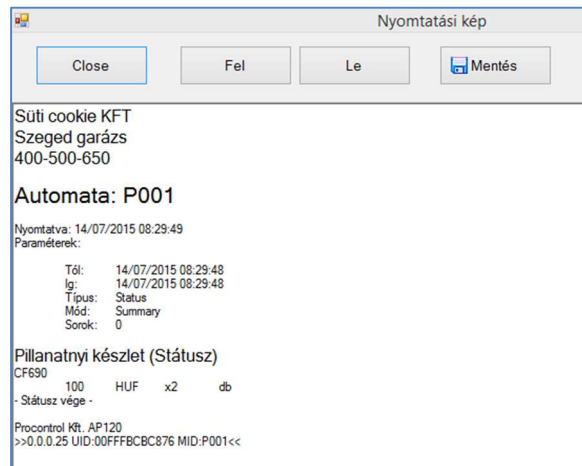 Nyomtatási kép
Close Fel Le Mentés
Süti cookie KFT
Szeged garázs
400-500-650
Automata: P001
Nyomtatva: 14/07/2015 08:29:49
Paraméterek:
Tól: 14/07/2015 08:29:48
Ig: 14/07/2015 08:29:48
Típus: Status
Mód: Summary
Sorok: 0
Pillanatnyi készlet (Státusz)
CF690
100 HUF x2 db
- Státusz vége -
Procontrol Kft. AP120
>>0.0.0.25 UID:00FFFBCBC876 MID:P001<<